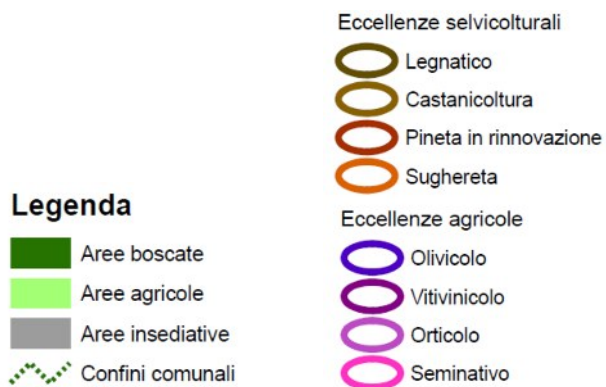 Legenda
Aree boscate
Aree agricole
Aree insediative
Confini comunali
Eccellenze selvicolturali
Legnatico
Castanicoltura
Pineta in rinnovazione
Sughereta
Eccellenze agricole
Olivicolo
Vitivinicolo
Orticolo
Seminativo